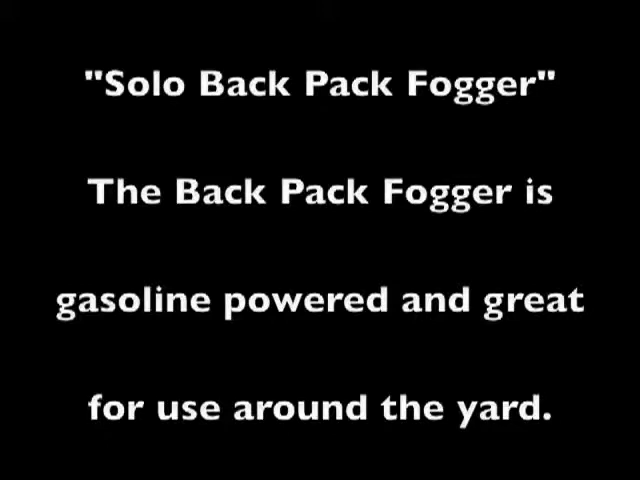 "Solo Back Pack Fogger"
The Back Pack Fogger is
gasoline powered and great
for use around the yard.